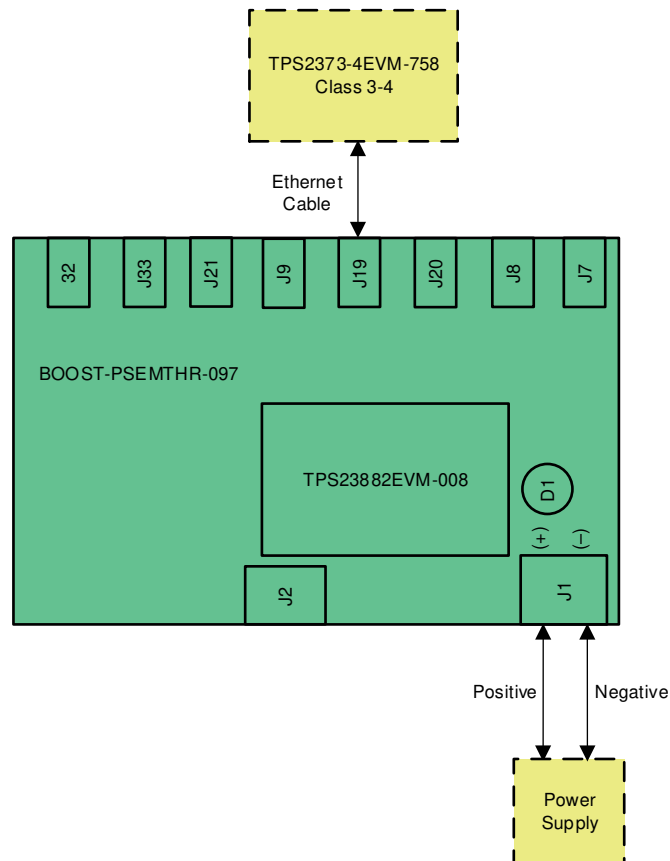 TPS2373-4EVM-758
Class 3-4
Ethernet
Cable
32
J33
J21
J9
J19
J20
J8
J7
BOOST-PSEMTHR-097
TPS23882EVM-008
D1
(+)
(–)
J2
J1
Positive
Negative
Power
Supply